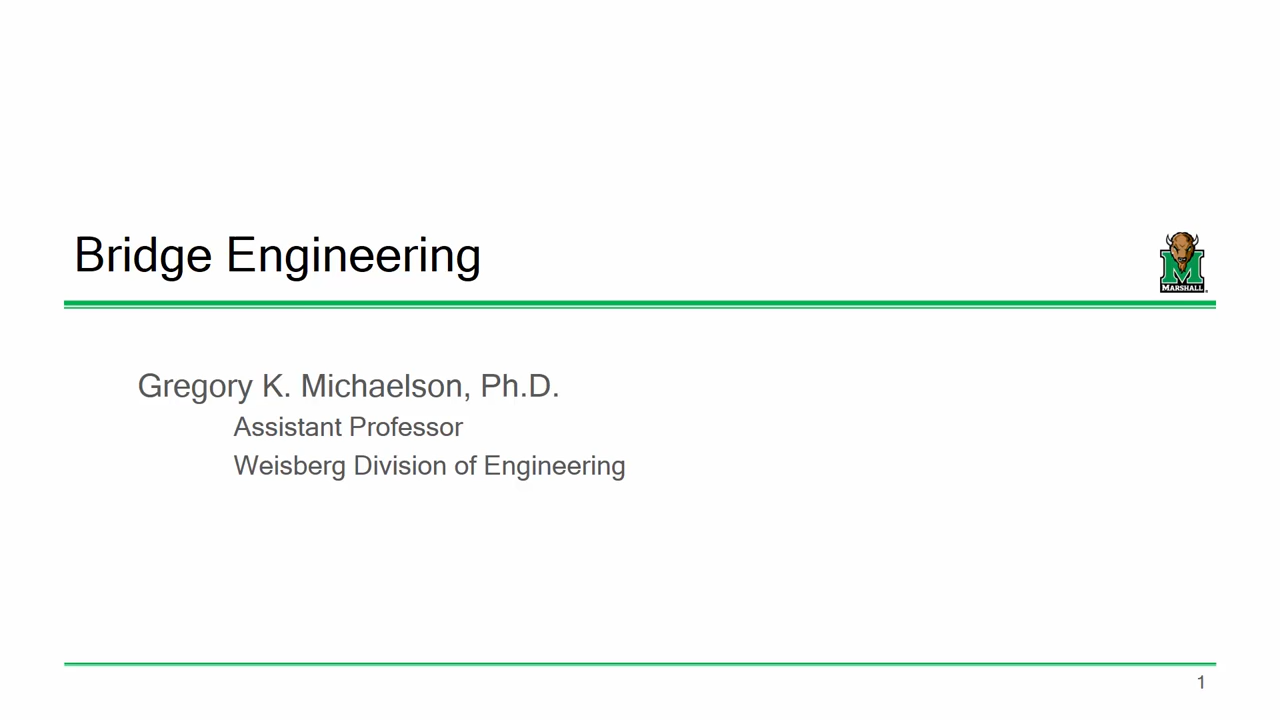 Bridge Engineering
M
MARSHALL
Gregory K. Michaelson, Ph.D.
Assistant Professor
Weisberg Division of Engineering
1